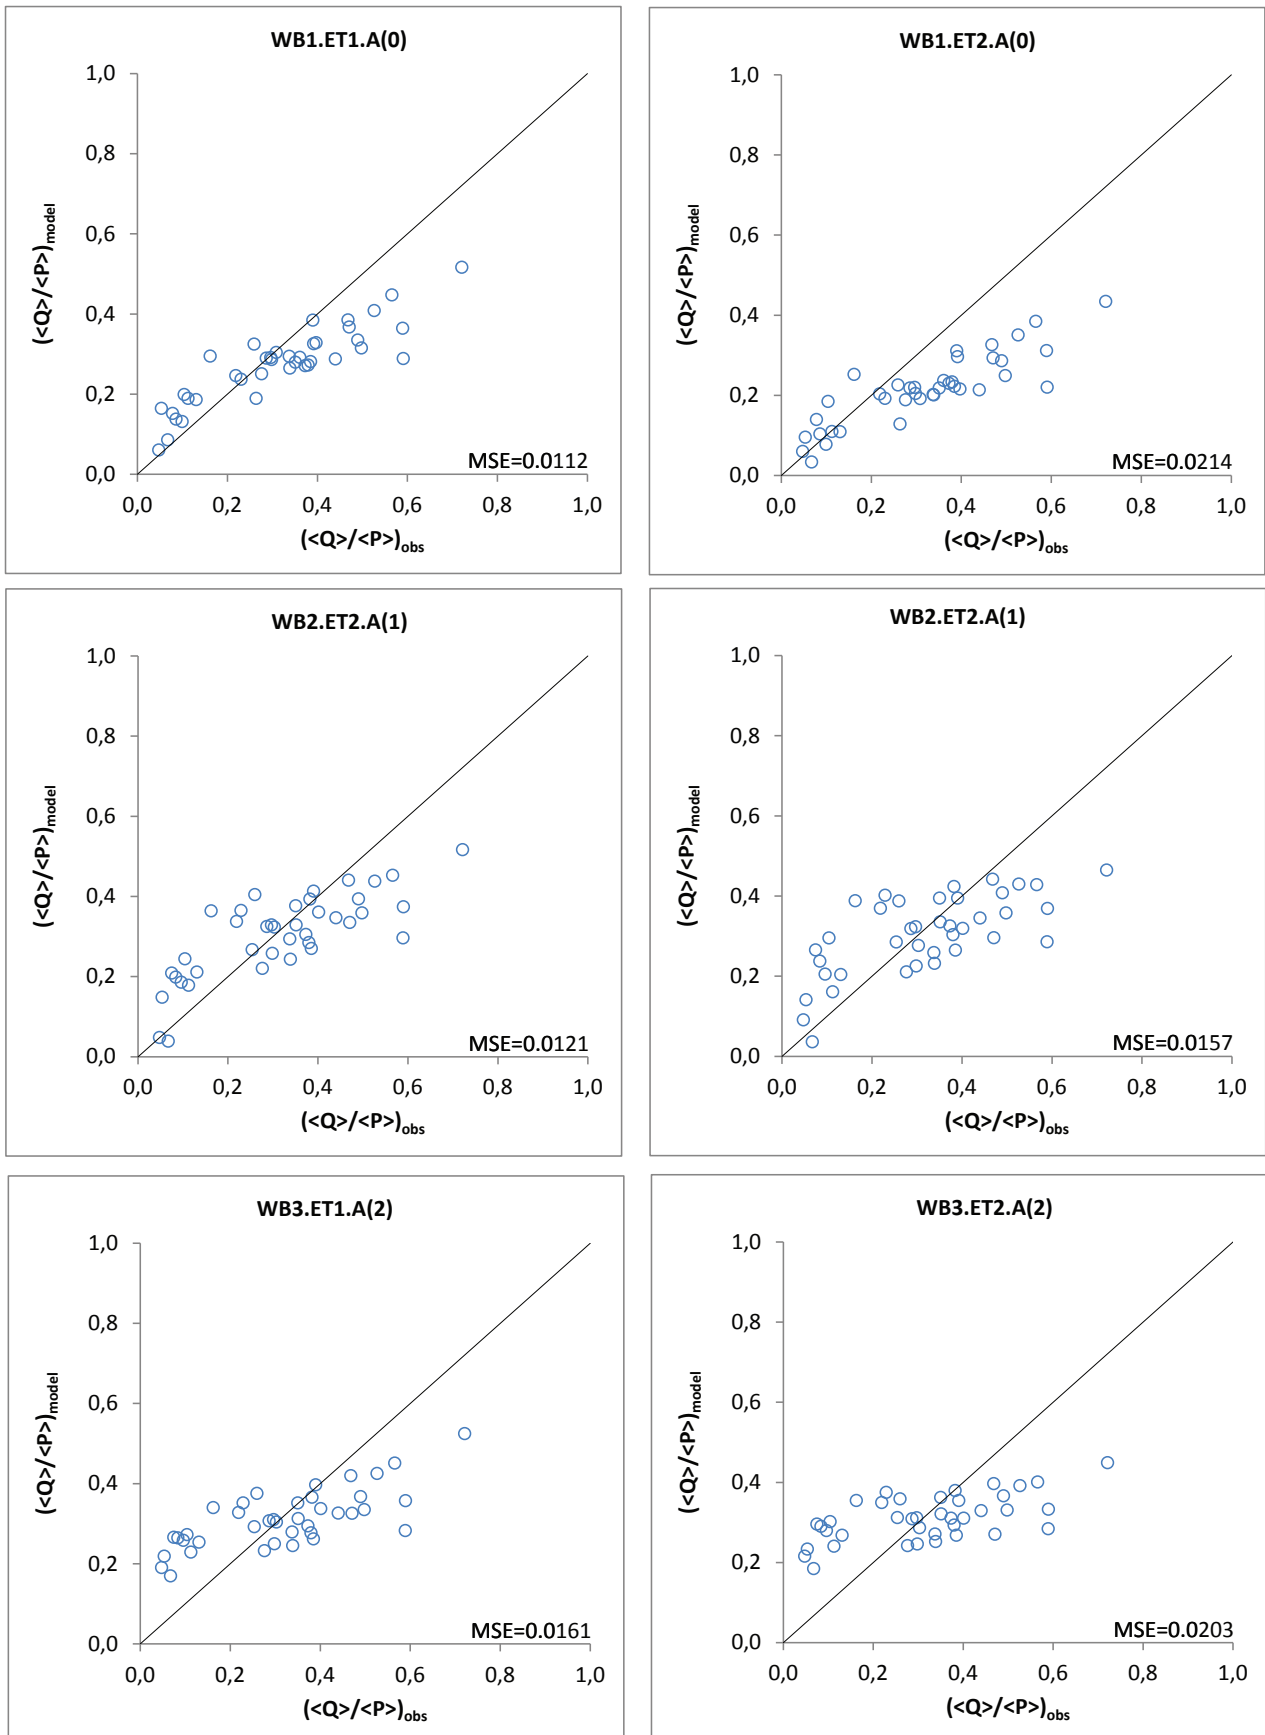 WB1.ET1.A(0)
1,0
0,8
0,6
0,4
0,2
0,0
(<Q>/<P>)model
MSE=0.0112
0,0 0,2 0,4 0,6 0,8 1,0
(<Q>/<P>)obs
WB1.ET2.A(0)
1,0
0,8
0,6
0,4
0,2
0,0
(<Q>/<P>)model
MSE=0.0214
0,0 0,2 0,4 0,6 0,8 1,0
(<Q>/<P>)obs
WB2.ET2.A(1)
1,0
0,8
0,6
0,4
0,2
0,0
(<Q>/<P>)model
MSE=0.0121
0,0 0,2 0,4 0,6 0,8 1,0
(<Q>/<P>)obs
WB2.ET2.A(1)
1,0
0,8
0,6
0,4
0,2
0,0
(<Q>/<P>)model
MSE=0.0157
0,0 0,2 0,4 0,6 0,8 1,0
(<Q>/<P>)obs
WB3.ET1.A(2)
1,0
0,8
0,6
0,4
0,2
0,0
(<Q>/<P>)model
MSE=0.0161
0,0 0,2 0,4 0,6 0,8 1,0
(<Q>/<P>)obs
WB3.ET2.A(2)
1,0
0,8
0,6
0,4
0,2
0,0
(<Q>/<P>)model
MSE=0.0203
0,0 0,2 0,4 0,6 0,8 1,0
(<Q>/<P>)obs